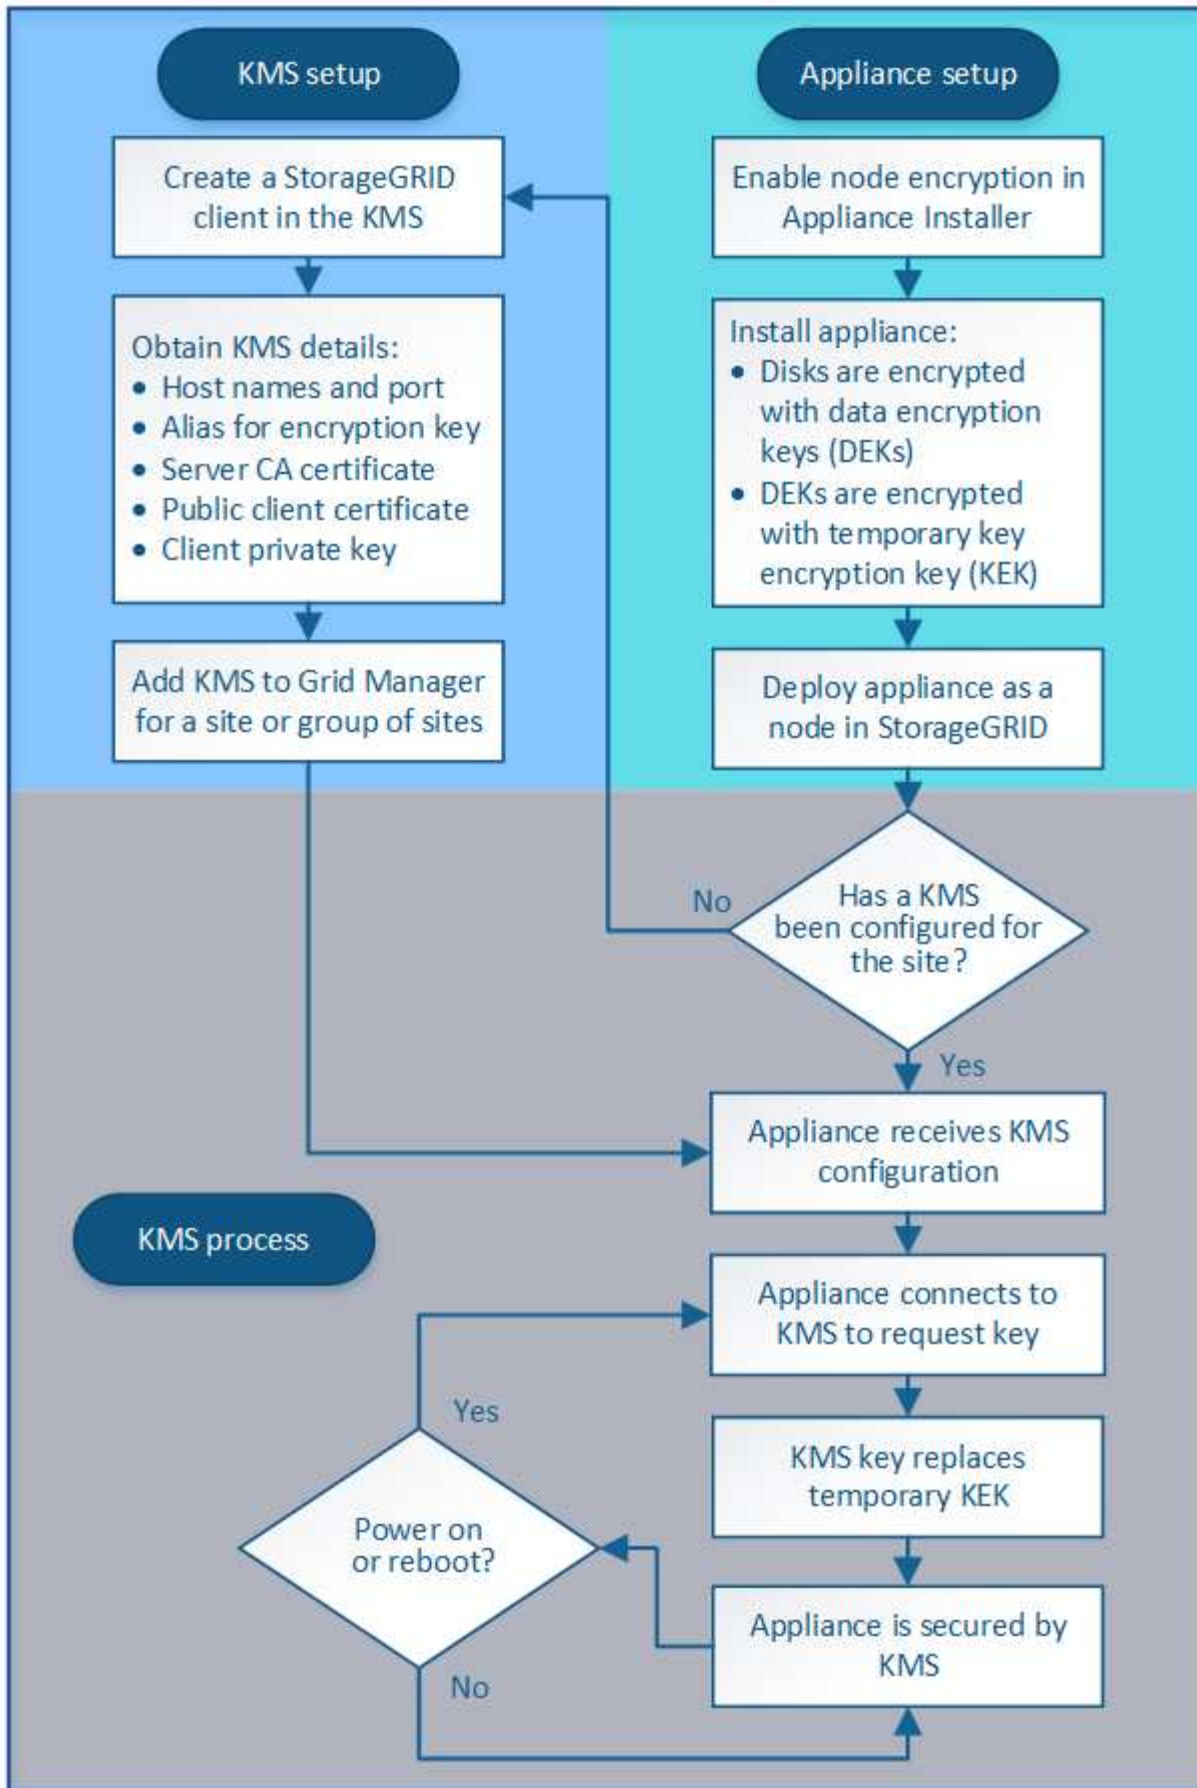 KMS setup
Create a StorageGRID
client in the KMS
Obtain KMS details:
• Host names and port
• Alias for encryption key
• Server CA certificate
• Public client certificate
• Client private key
Add KMS to Grid Manager
for a site or group of sites
Appliance setup
Enable node encryption in
Appliance Installer
Install appliance:
• Disks are encrypted
with data encryption
keys (DEKs)
• DEKs are encrypted
with temporary key
encryption key (KEK)
Deploy appliance as a
node in StorageGRID
Has a KMS
been configured for
the site?
No
Yes
KMS process
Appliance receives KMS
configuration
Appliance connects to
KMS to request key
KMS key replaces
temporary KEK
Appliance is secured by
KMS
Power on
or reboot?
Yes
No